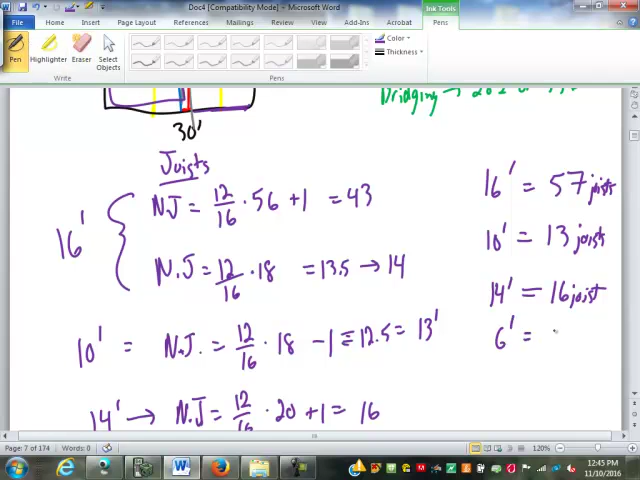 Doc4 [Compatibility Mode] - Microsoft Word
Ink Tools
File Home Insert Page Layout References Mailings Review View Add-Ins Acrobat Pens
Pen Highlighter Eraser Select Objects
Color
Thickness
Write
Pens
Bridging →
30'
Joists
16' N.J = 12/16 · 56 + 1 = 43
N.J = 12/16 · 18 = 13.5 → 14
10' = N.J. = 12/16 · 18 - 1 = 12.5 = 13'
14' → N.J = 12/16 · 20 + 1 = 16
16' = 57 joists
10' = 13 joists
14' = 16 joist
6' =
Page: 7 of 174 Words: 0 120%
12:45 PM
11/10/2016